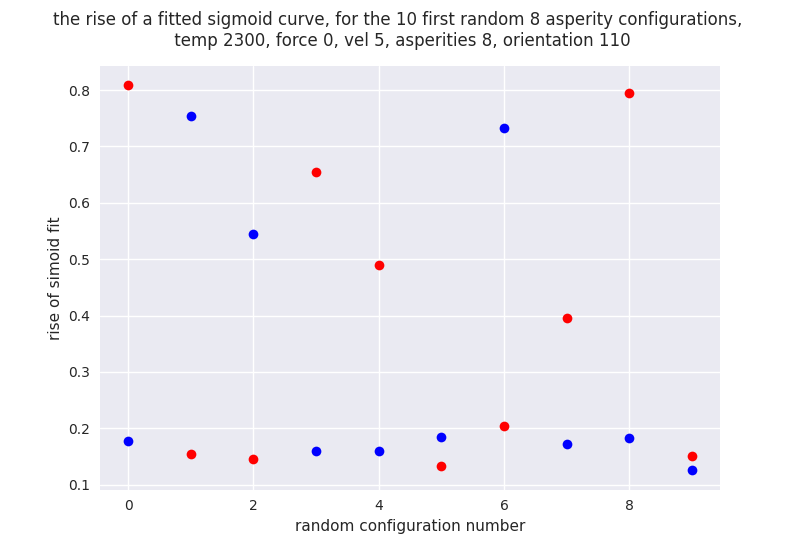 the rise of a fitted sigmoid curve, for the 10 first random 8 asperity configurations,
temp 2300, force 0, vel 5, asperities 8, orientation 110
0.8
0.7
0.6
0.5
0.4
0.3
0.2
0.1
rise of simoid fit
0 2 4 6 8
random configuration number